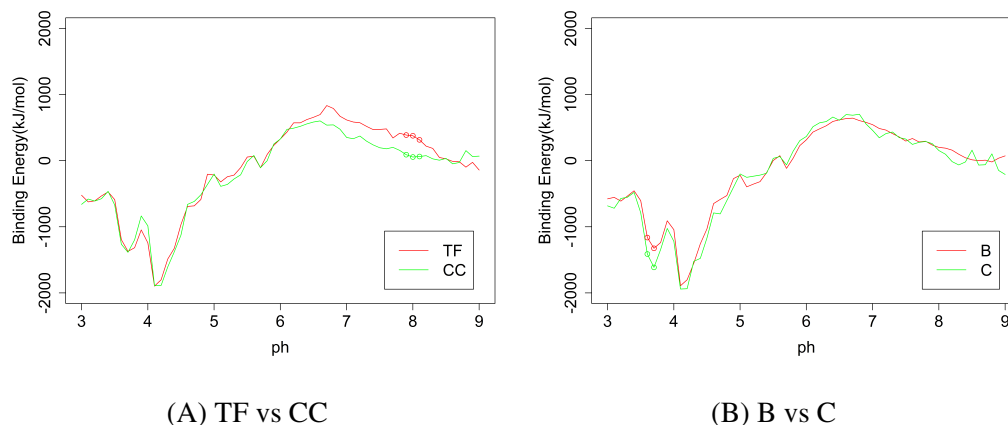 2000
1000
0
-1000
-2000
Binding Energy(kJ/mol)
TF
CC
3 4 5 6 7 8 9
ph
(A) TF vs CC
2000
1000
0
-1000
-2000
Binding Energy(kJ/mol)
B
C
3 4 5 6 7 8 9
ph
(B) B vs C